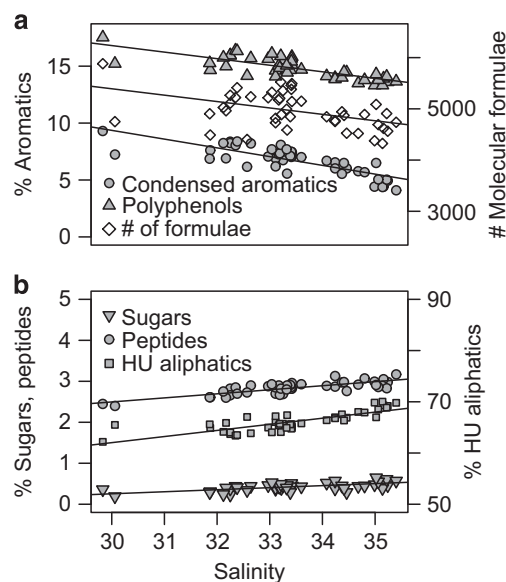 a
15
10
5
0
% Aromatics
5000
3000
# Molecular formulae
Condensed aromatics
Polyphenols
# of formulae
b
5
4
3
2
1
0
% Sugars, peptides
90
70
50
% HU aliphatics
Sugars
Peptides
HU aliphatics
30 31 32 33 34 35
Salinity